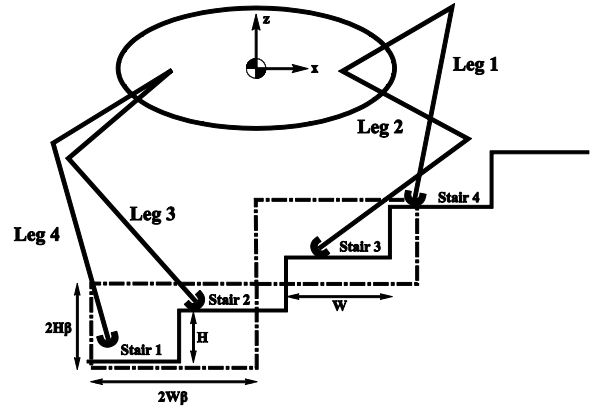 z
x
Leg 1
Leg 2
Leg 3
Leg 4
Stair 4
Stair 3
Stair 2
W
2Hβ
H
Stair 1
2Wβ